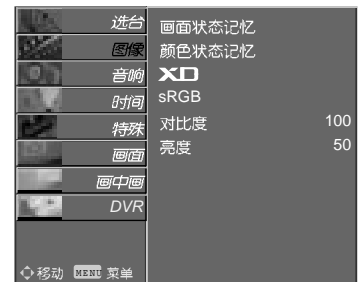 选台
图像
音响
时间
特殊
画面
画中画
DVR
移动 MENU 菜单
画面状态记忆
颜色状态记忆
XD
sRGB
对比度 100
亮度 50